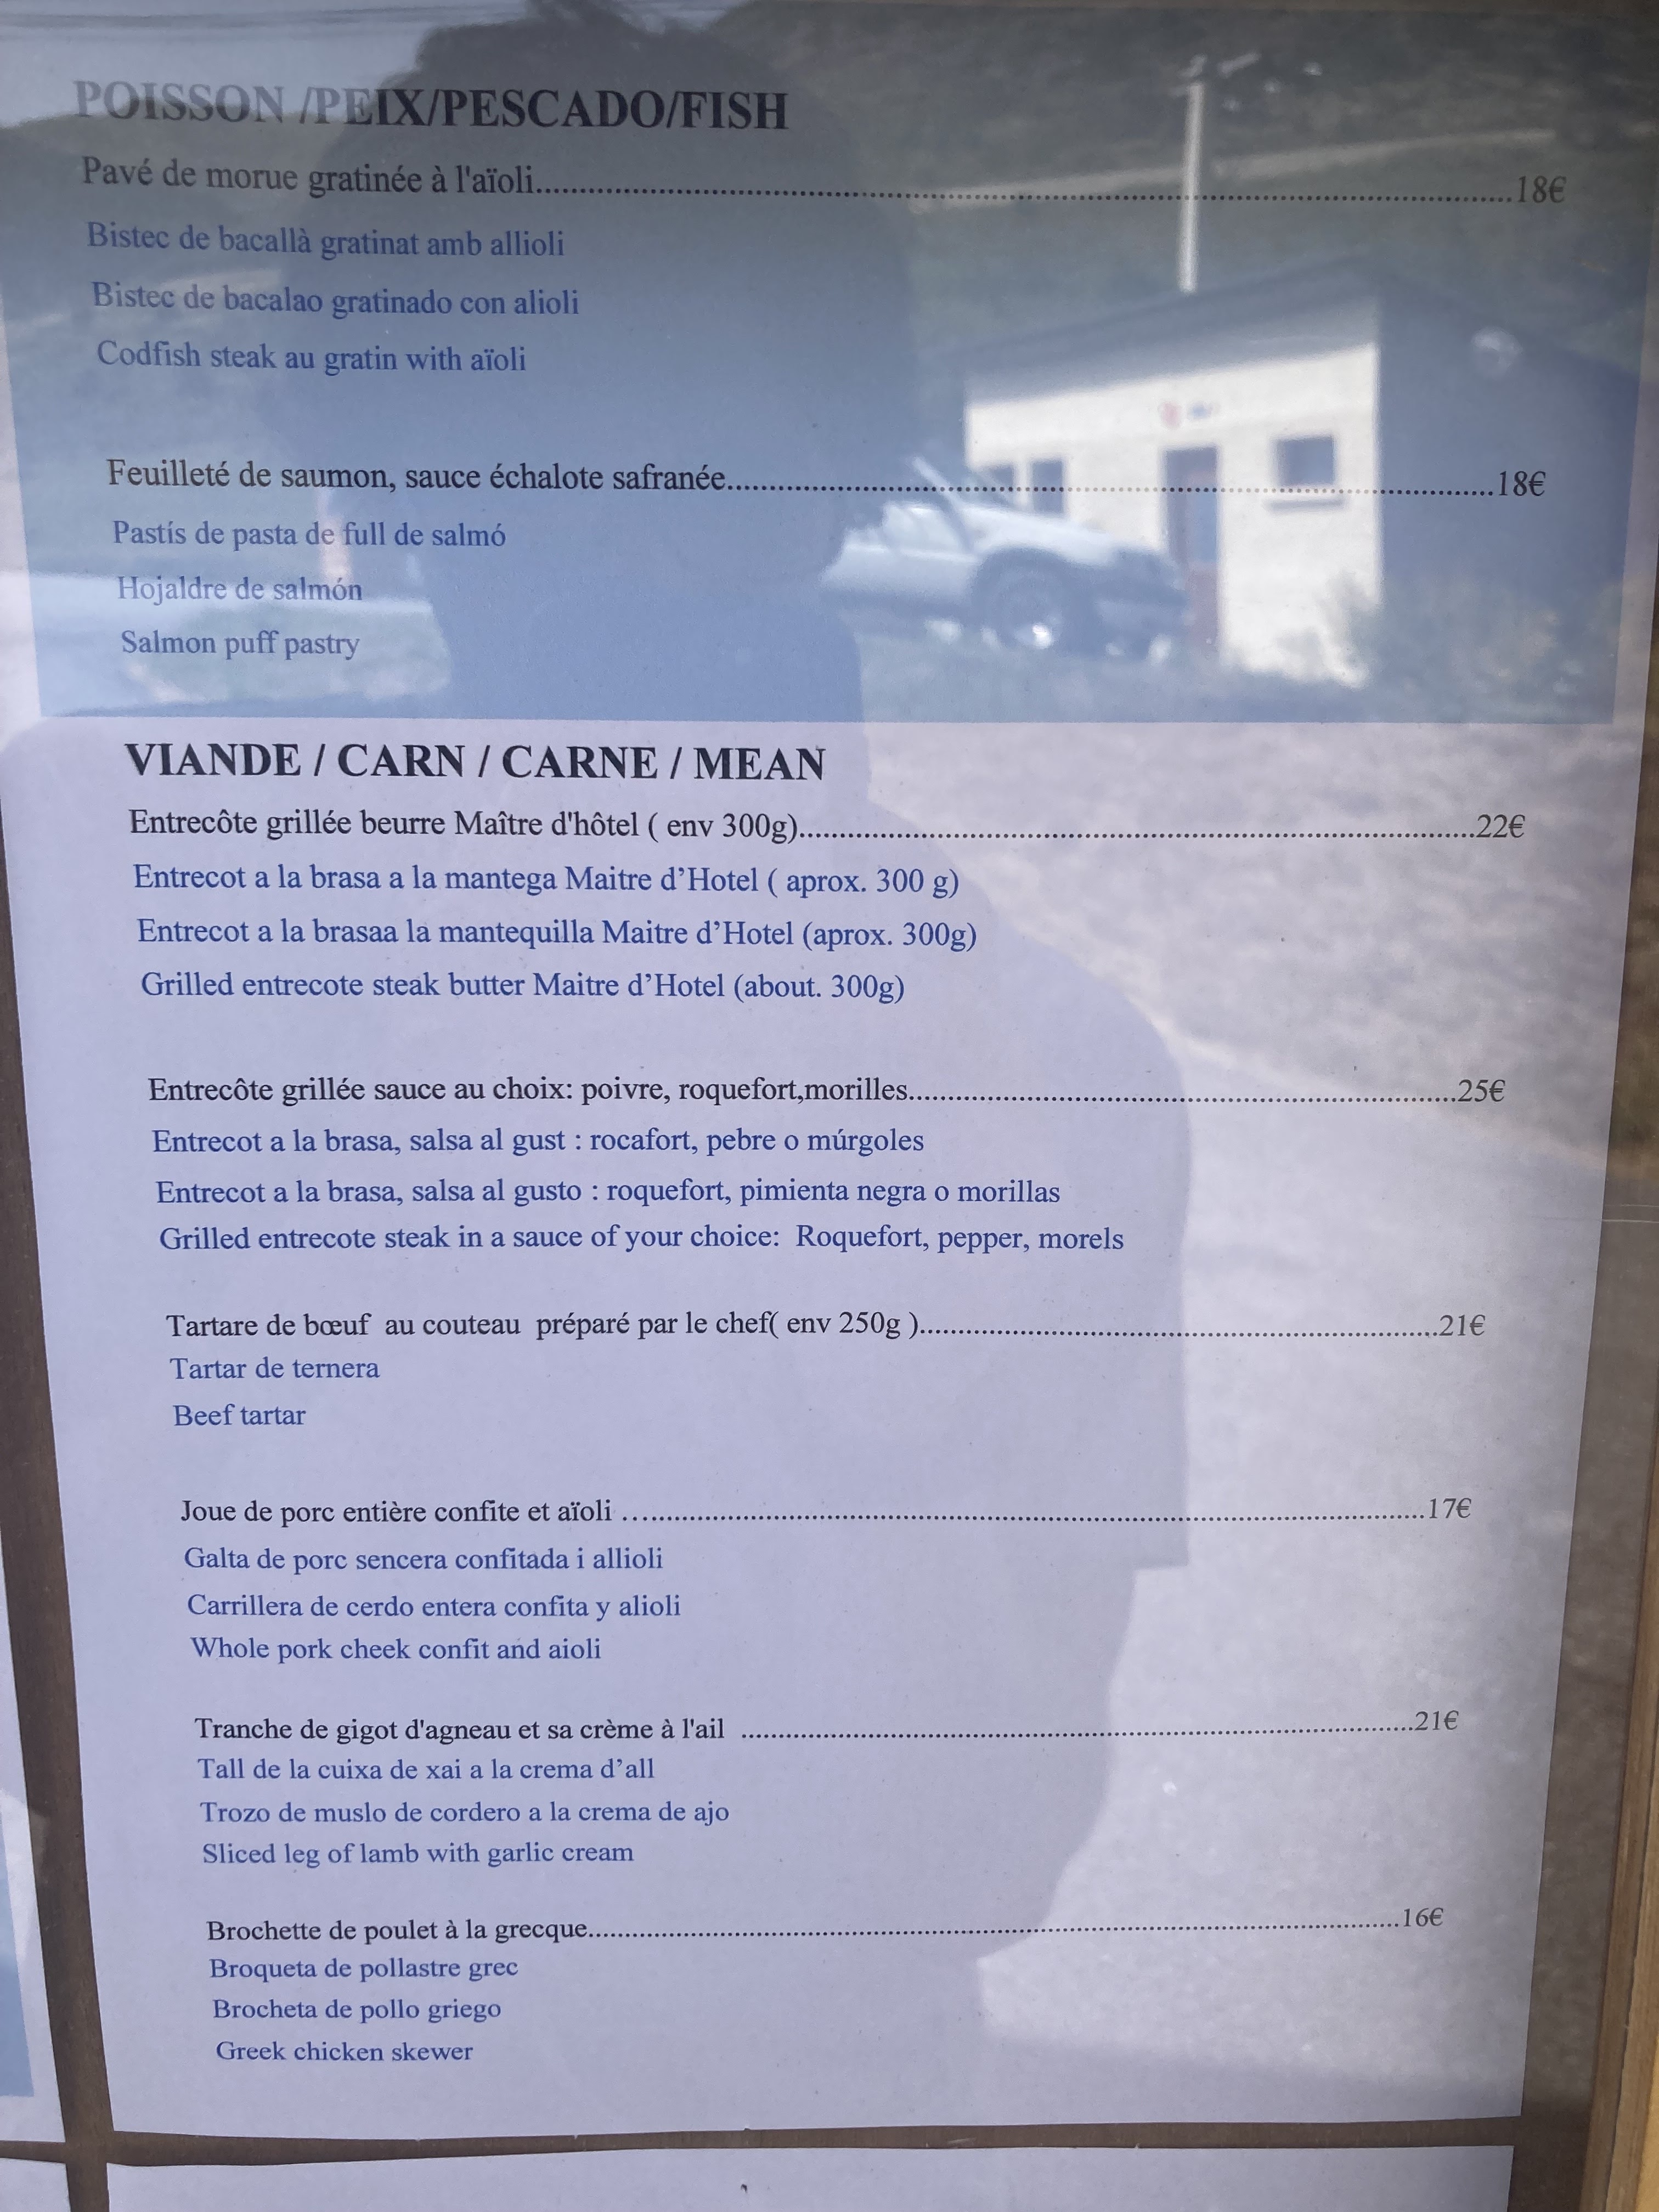 POISSON /PEIX/PESCADO/FISH
Pavé de morue gratinée à l'aïoli.......................................................................................................18€
Bistec de bacallà gratinat amb allioli
Bistec de bacalao gratinado con alioli
Codfish steak au gratin with aïoli
Feuilleté de saumon, sauce échalote safranée....................................................................................18€
Pastís de pasta de full de salmó
Hojaldre de salmón
Salmon puff pastry
VIANDE / CARN / CARNE / MEAN
Entrecôte grillée beurre Maître d'hôtel ( env 300g)..............................................................................22€
Entrecot a la brasa a la mantega Maitre d’Hotel ( aprox. 300 g)
Entrecot a la brasaa la mantequilla Maitre d’Hotel (aprox. 300g)
Grilled entrecote steak butter Maitre d’Hotel (about. 300g)
Entrecôte grillée sauce au choix: poivre, roquefort,morilles................................................................25€
Entrecot a la brasa, salsa al gust : rocafort, pebre o múrgoles
Entrecot a la brasa, salsa al gusto : roquefort, pimienta negra o morillas
Grilled entrecote steak in a sauce of your choice: Roquefort, pepper, morels
Tartare de bœuf au couteau préparé par le chef( env 250g )................................................................21€
Tartar de ternera
Beef tartar
Joue de porc entière confite et aïoli ...............................................................................................17€
Galta de porc sencera confitada i allioli
Carrillera de cerdo entera confita y alioli
Whole pork cheek confit and aioli
Tranche de gigot d'agneau et sa crème à l'ail ................................................................................21€
Tall de la cuixa de xai a la crema d’all
Trozo de muslo de cordero a la crema de ajo
Sliced leg of lamb with garlic cream
Brochette de poulet à la grecque...................................................................................................16€
Broqueta de pollastre grec
Brocheta de pollo griego
Greek chicken skewer